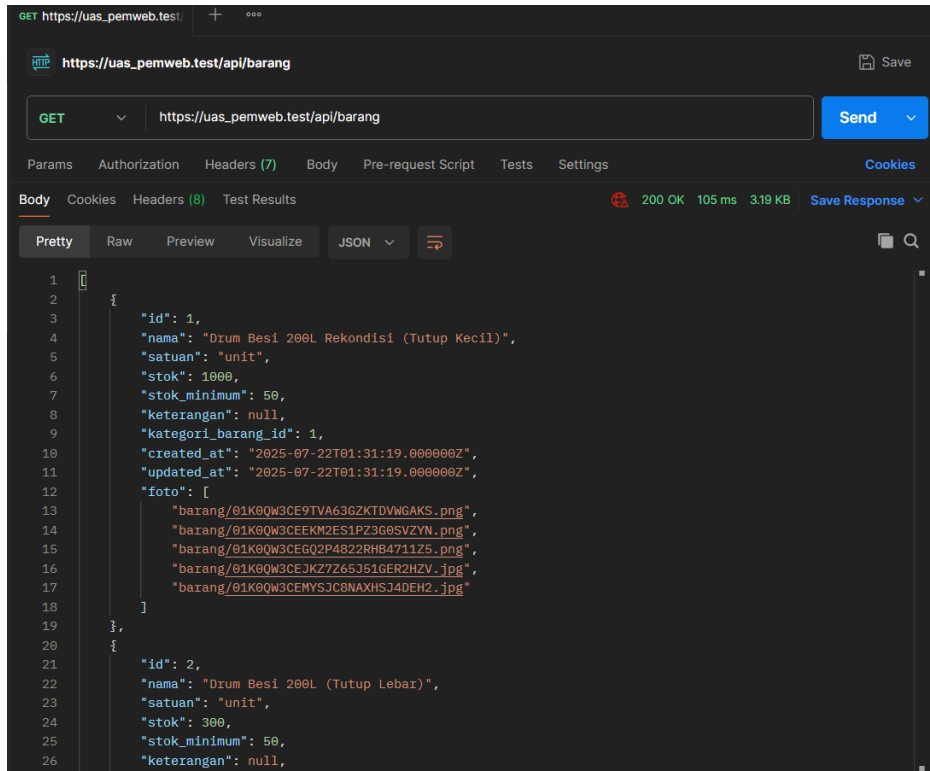 GET https://uas_pemweb.test/
HTTP https://uas_pemweb.test/api/barang Save
GET https://uas_pemweb.test/api/barang Send
Params Authorization Headers (7) Body Pre-request Script Tests Settings Cookies
Body Cookies Headers (8) Test Results 200 OK 105 ms 3.19 KB Save Response
Pretty Raw Preview Visualize JSON
1 [
2 {
3 "id": 1,
4 "nama": "Drum Besi 200L Rekondisi (Tutup Kecil)",
5 "satuan": "unit",
6 "stok": 1000,
7 "stok_minimum": 50,
8 "keterangan": null,
9 "kategori_barang_id": 1,
10 "created_at": "2025-07-22T01:31:19.000000Z",
11 "updated_at": "2025-07-22T01:31:19.000000Z",
12 "foto": [
13 "barang/01K0QW3CE9TVA63GZKTDVWGAKS.png",
14 "barang/01K0QW3CEEKM2ES1PZ3G0SVZYN.png",
15 "barang/01K0QW3CEGQ2P4822RHB4711Z5.png",
16 "barang/01K0QW3CEJKZ7Z65J51GER2HZV.jpg",
17 "barang/01K0QW3CEMYSJC8NAXHSJ4DEH2.jpg"
18 ]
19 },
20 {
21 "id": 2,
22 "nama": "Drum Besi 200L (Tutup Lebar)",
23 "satuan": "unit",
24 "stok": 300,
25 "stok_minimum": 50,
26 "keterangan": null,